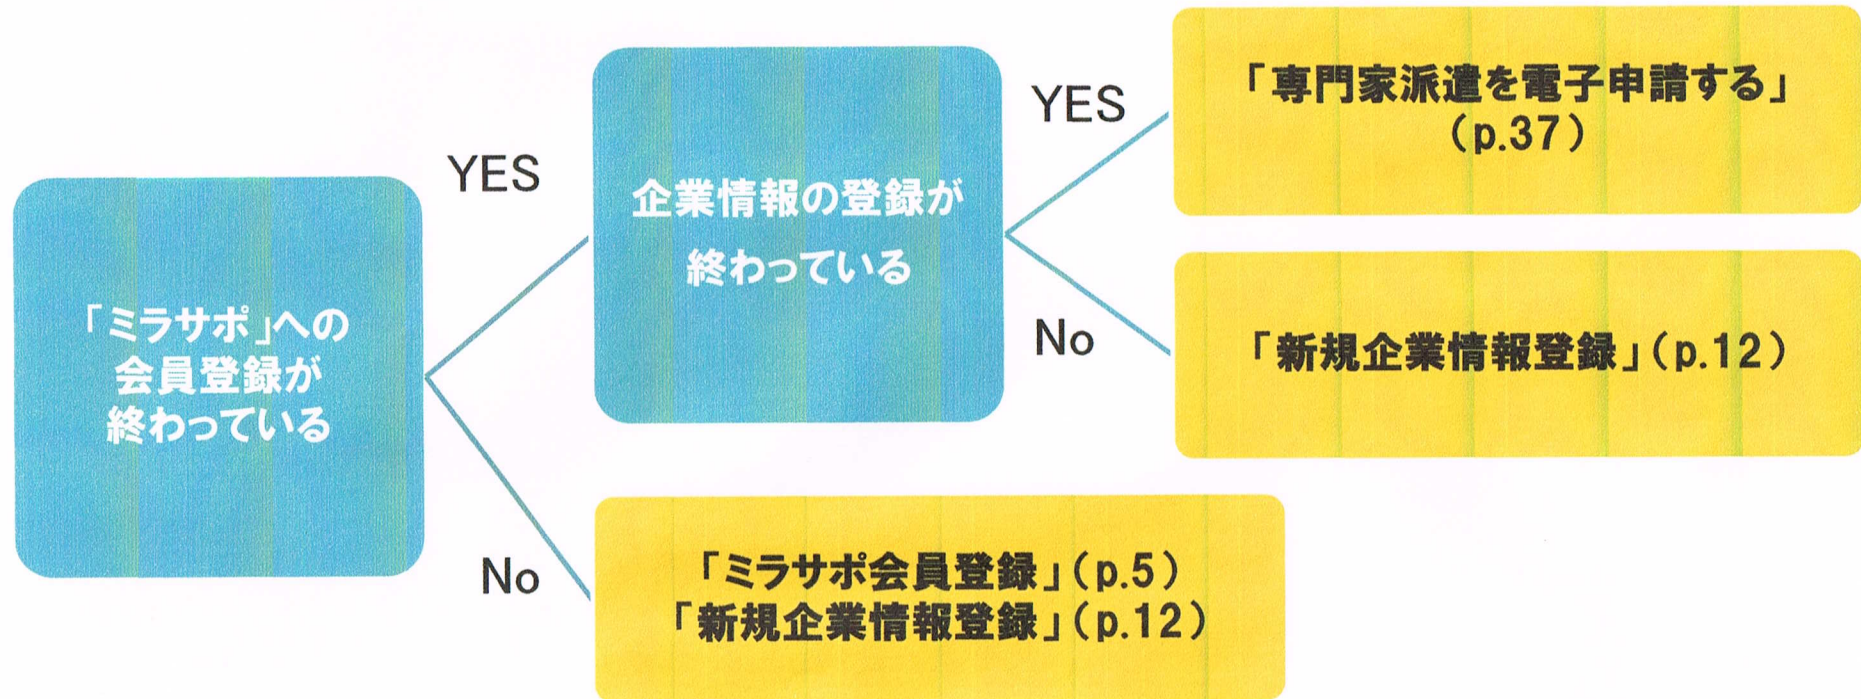 「ミラサポ」への
会員登録が
終わっている
YES
No
企業情報の登録が
終わっている
YES
No
「専門家派遣を電子申請する」
(p.37)
「新規企業情報登録」(p.12)
「ミラサポ会員登録」(p.5)
「新規企業情報登録」(p.12)